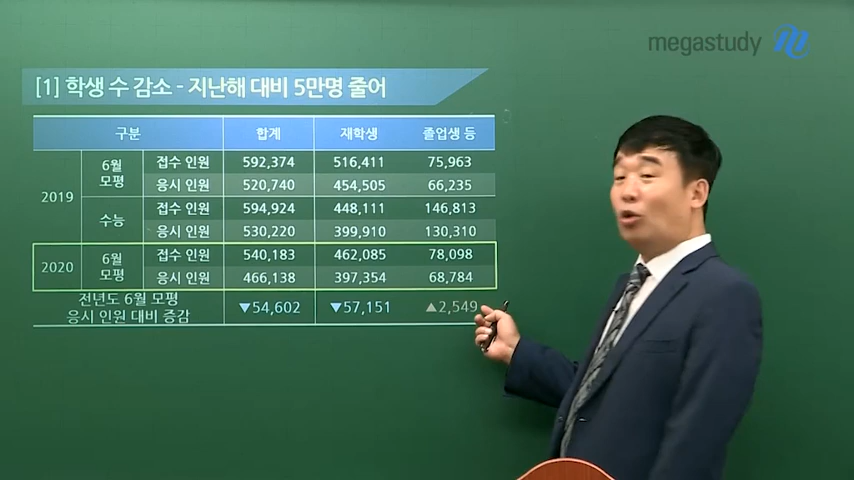 megastudy
[1] 학생 수 감소 - 지난해 대비 5만명 줄어
구분 합계 재학생 졸업생 등
2019 6월 모평 접수 인원 592,374 516,411 75,963
응시 인원 520,740 454,505 66,235
수능 접수 인원 594,924 448,111 146,813
응시 인원 530,220 399,910 130,310
2020 6월 모평 접수 인원 540,183 462,085 78,098
응시 인원 466,138 397,354 68,784
전년도 6월 모평
응시 인원 대비 증감 ▼54,602 ▼57,151 ▲2,549